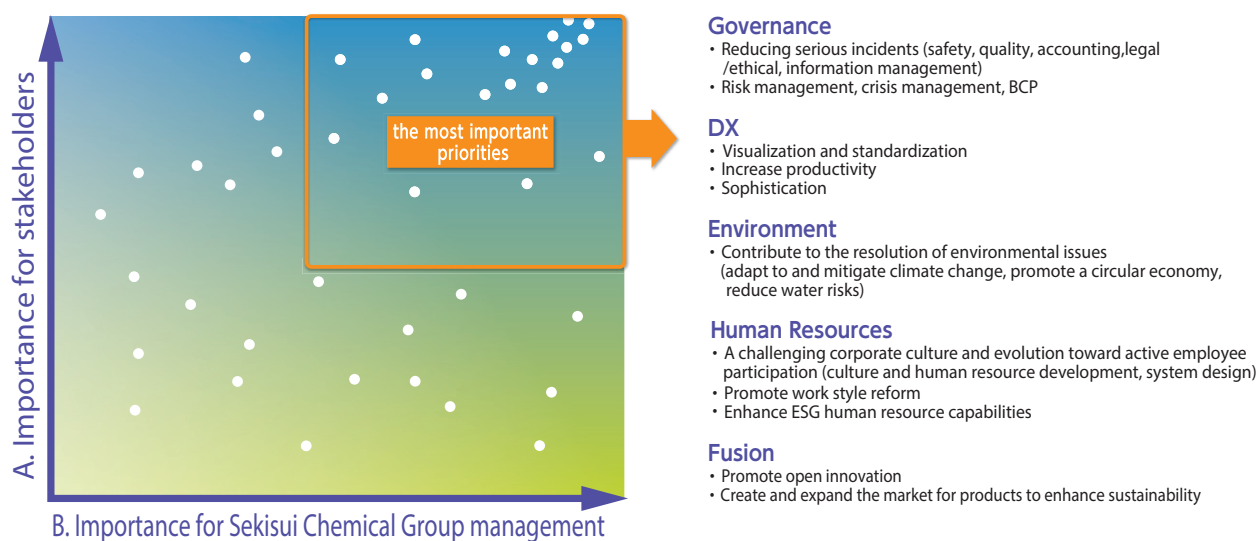 A. Importance for stakeholders
the most important
priorities
B. Importance for Sekisui Chemical Group management
Governance
・Reducing serious incidents (safety, quality, accounting,legal
/ethical, information management)
・Risk management, crisis management, BCP
DX
・Visualization and standardization
・Increase productivity
・Sophistication
Environment
・Contribute to the resolution of environmental issues
(adapt to and mitigate climate change, promote a circular economy,
reduce water risks)
Human Resources
・A challenging corporate culture and evolution toward active employee
participation (culture and human resource development, system design)
・Promote work style reform
・Enhance ESG human resource capabilities
Fusion
・Promote open innovation
・Create and expand the market for products to enhance sustainability